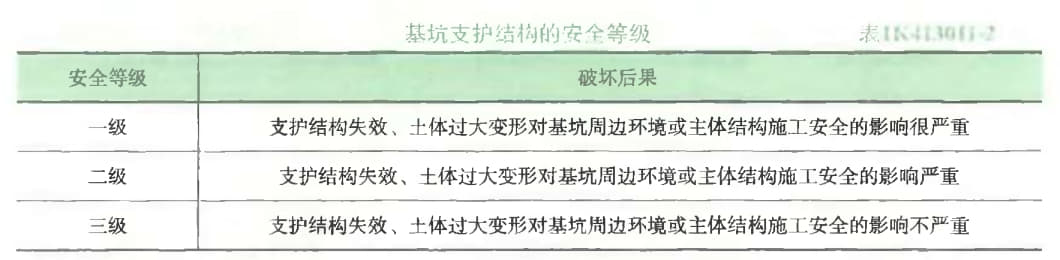 基坑支护结构的安全等级 表1K413011-2
安全等级 破坏后果
一级 支护结构失效、土体过大变形对基坑周边环境或主体结构施工安全的影响很严重
二级 支护结构失效、土体过大变形对基坑周边环境或主体结构施工安全的影响严重
三级 支护结构失效、土体过大变形对基坑周边环境或主体结构施工安全的影响不严重